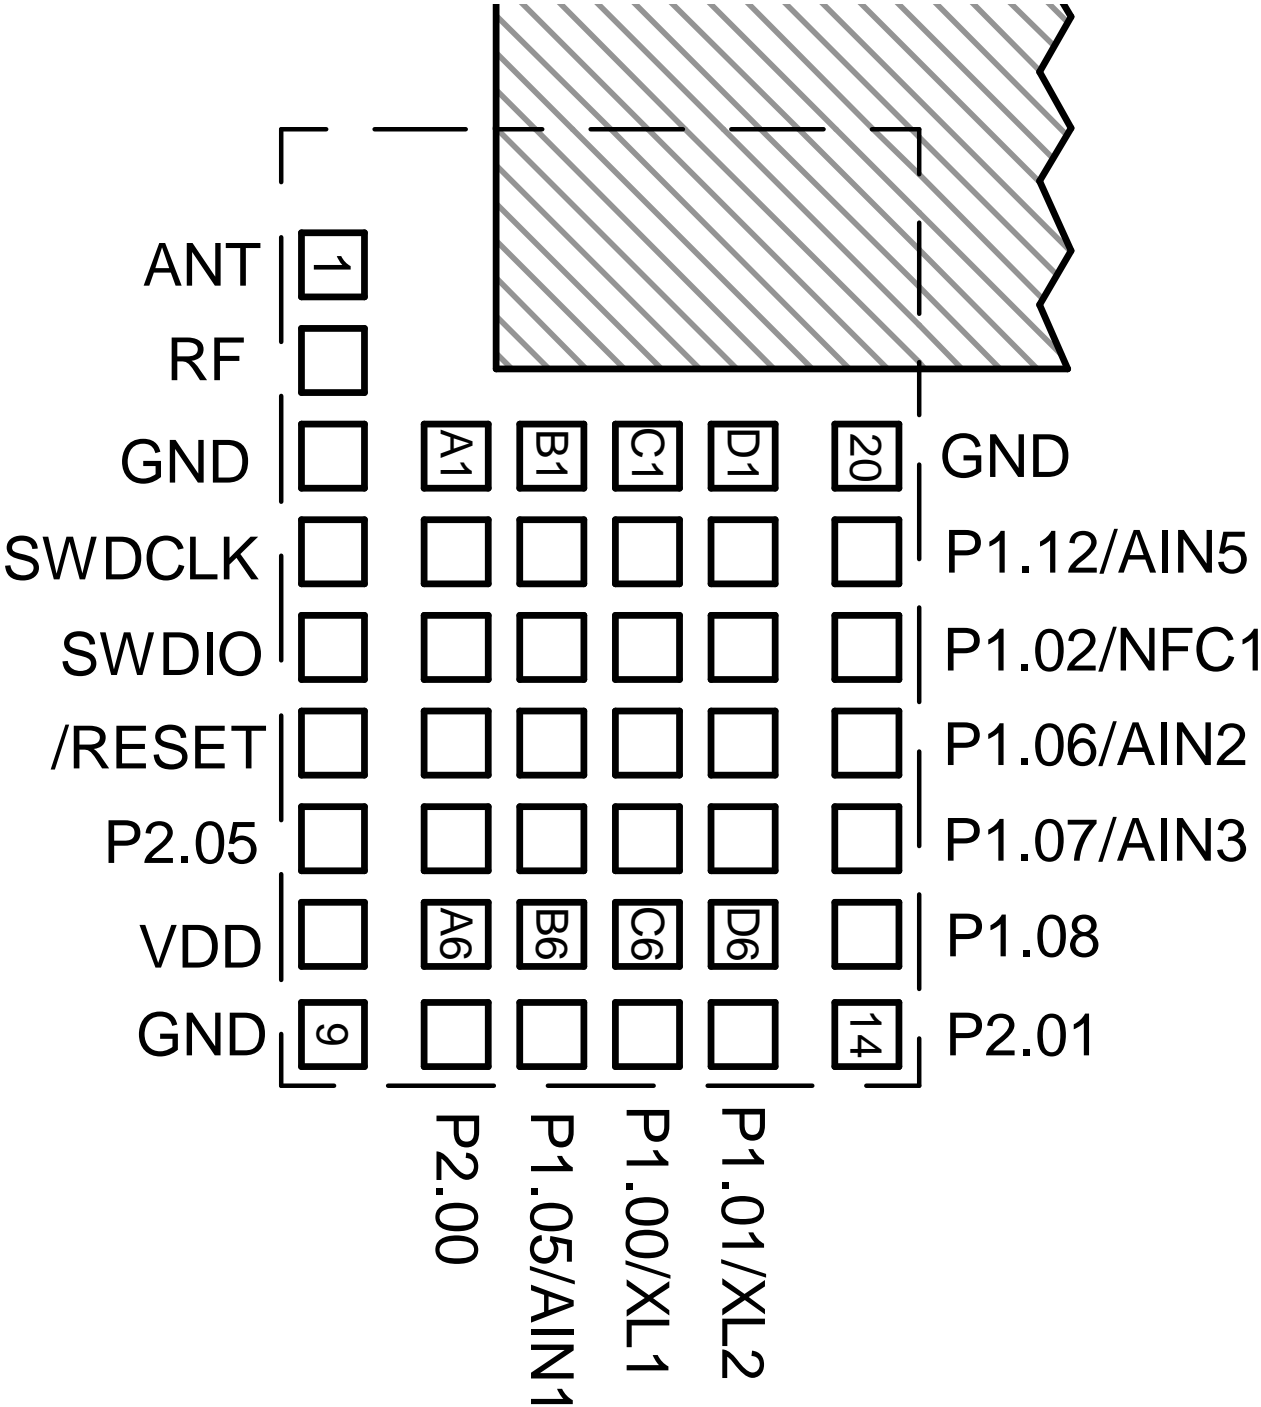 ANT
1
RF
GND
A1
B1
C1
D1
20
GND
SWDCLK
P1.12/AIN5
SWDIO
P1.02/NFC1
/RESET
P1.06/AIN2
P2.05
P1.07/AIN3
VDD
A6
B6
C6
D6
P1.08
GND
9
14
P2.01
P2.00
P1.05/AIN1
P1.00/XL1
P1.01/XL2